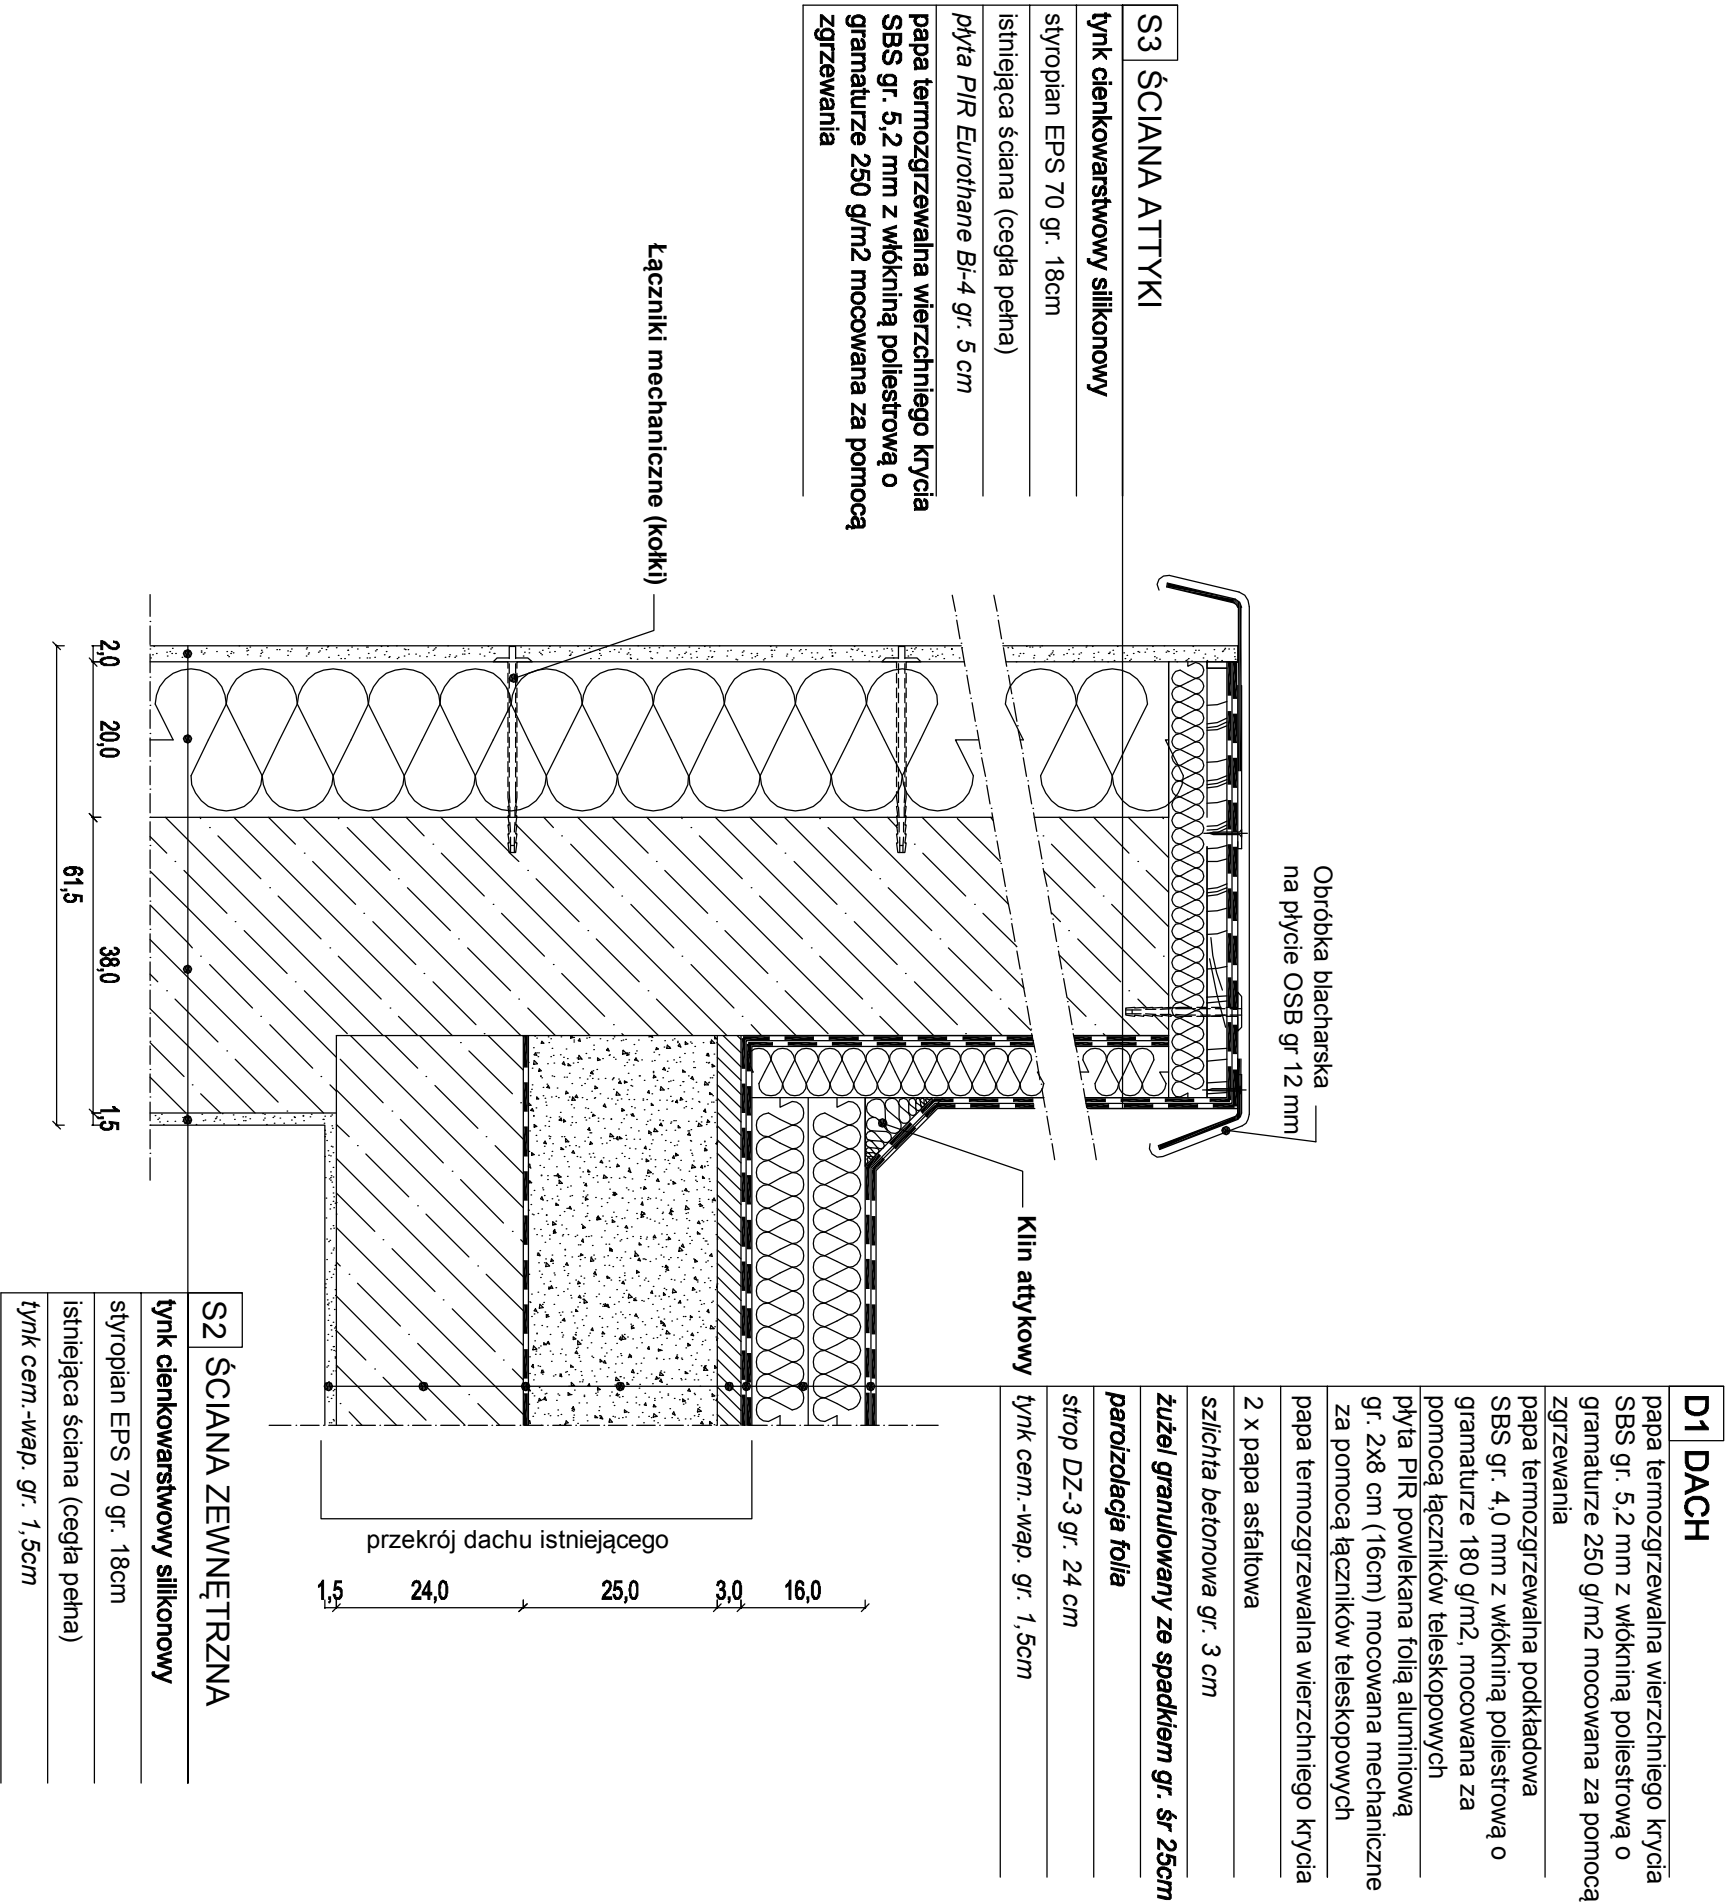 S3 ŚCIANA ATTYKI
tynk cienkowarstwowy silikonowy
styropian EPS 70 gr. 18cm
istniejąca ściana (cegła pełna)
płyta PIR Eurothane Bi-4 gr. 5 cm
papa termozgrzewalna wierzchniego krycia
SBS gr. 5,2 mm z włókniną poliestrową o
gramaturze 250 g/m2 mocowana za pomocą
zgrzewania
Łączniki mechaniczne (kołki)
Obróbka blacharska
na płycie OSB gr 12 mm
Klin attykowy
D1 DACH
papa termozgrzewalna wierzchniego krycia
SBS gr. 5,2 mm z włókniną poliestrową o
gramaturze 250 g/m2 mocowana za pomocą
zgrzewania
papa termozgrzewalna podkładowa
SBS gr. 4,0 mm z włókniną poliestrową o
gramaturze 180 g/m2, mocowana za
pomocą łączników teleskopowych
płyta PIR powlekana folią aluminiową
gr. 2x8 cm (16cm) mocowana mechaniczne
za pomocą łączników teleskopowych
papa termozgrzewalna wierzchniego krycia
2 x papa asfaltowa
szlichta betonowa gr. 3 cm
żużel granulowany ze spadkiem gr. śr 25cm
paroizolacja folia
strop DZ-3 gr. 24 cm
tynk cem.-wap. gr. 1,5cm
przekrój dachu istniejącego
1,5
24,0
25,0
3,0
16,0
2,0
20,0
38,0
1,5
61,5
S2 ŚCIANA ZEWNĘTRZNA
tynk cienkowarstwowy silikonowy
styropian EPS 70 gr. 18cm
istniejąca ściana (cegła pełna)
tynk cem.-wap. gr. 1,5cm